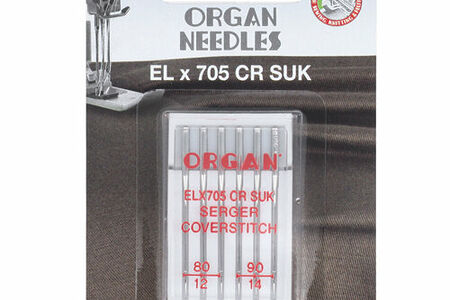 ORGAN
NEEDLES
EL x 705 CR SUK
ORGAN
ELX705 CR SUK
SERGER
COVERSTITCH
80 90
12 14